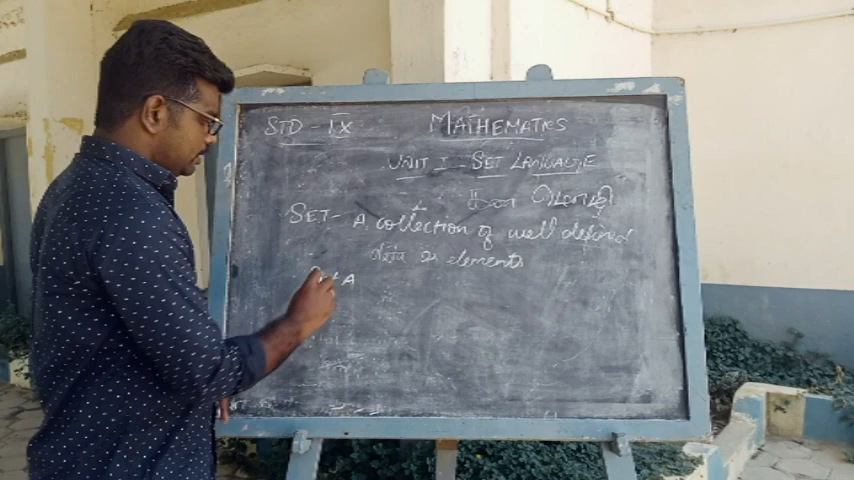 STD - IX MATHEMATICS
UNIT I - SET LANGUAGE
கண மொழி
SET - A collection of well defined
data or elements
A